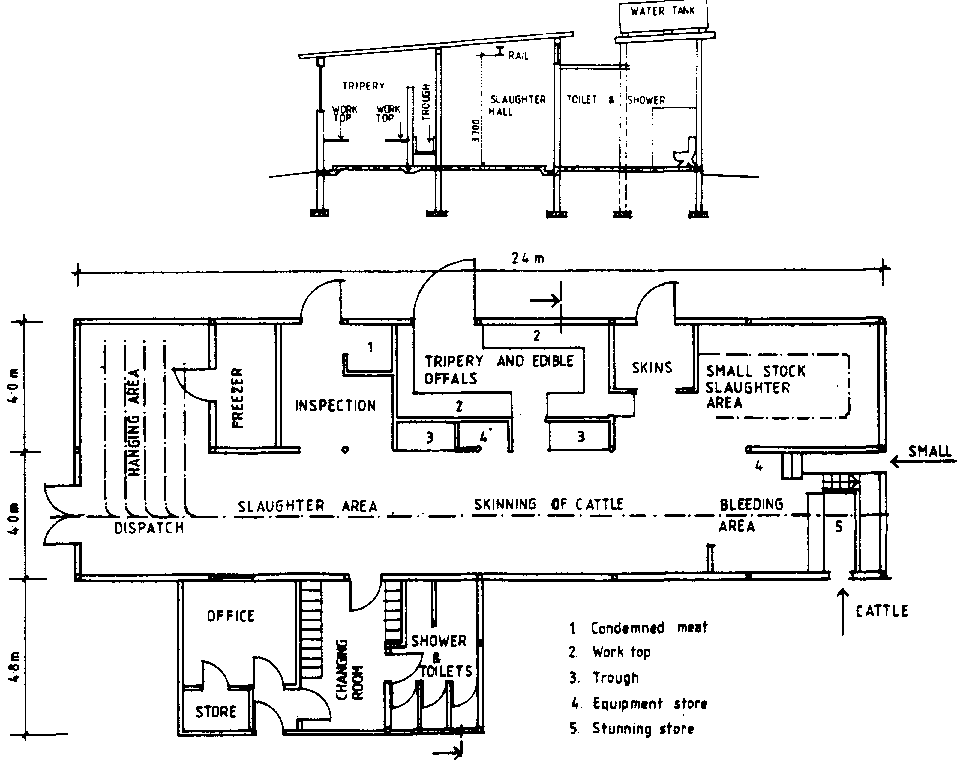 WATER TANK
RAIL
TRIPERY
WORK
TOP
WORK
TOP
TROUGH
3.700
SLAUGHTER
HALL
TOILET & SHOWER
24 m
4·0 m
4·0 m
4·8 m
HANGING AREA
FREEZER
INSPECTION
1
2
TRIPERY AND EDIBLE
OFFALS
2
3
4
3
SKINS
SMALL STOCK
SLAUGHTER
AREA
4
SMALL
SLAUGHTER AREA
SKINNING OF CATTLE
BLEEDING
AREA
5
DISPATCH
CATTLE
OFFICE
STORE
CHANGING
ROOM
SHOWER
&
TOILETS
1 Condemned meat
2. Work top
3. Trough
4. Equipment store
5. Stunning store